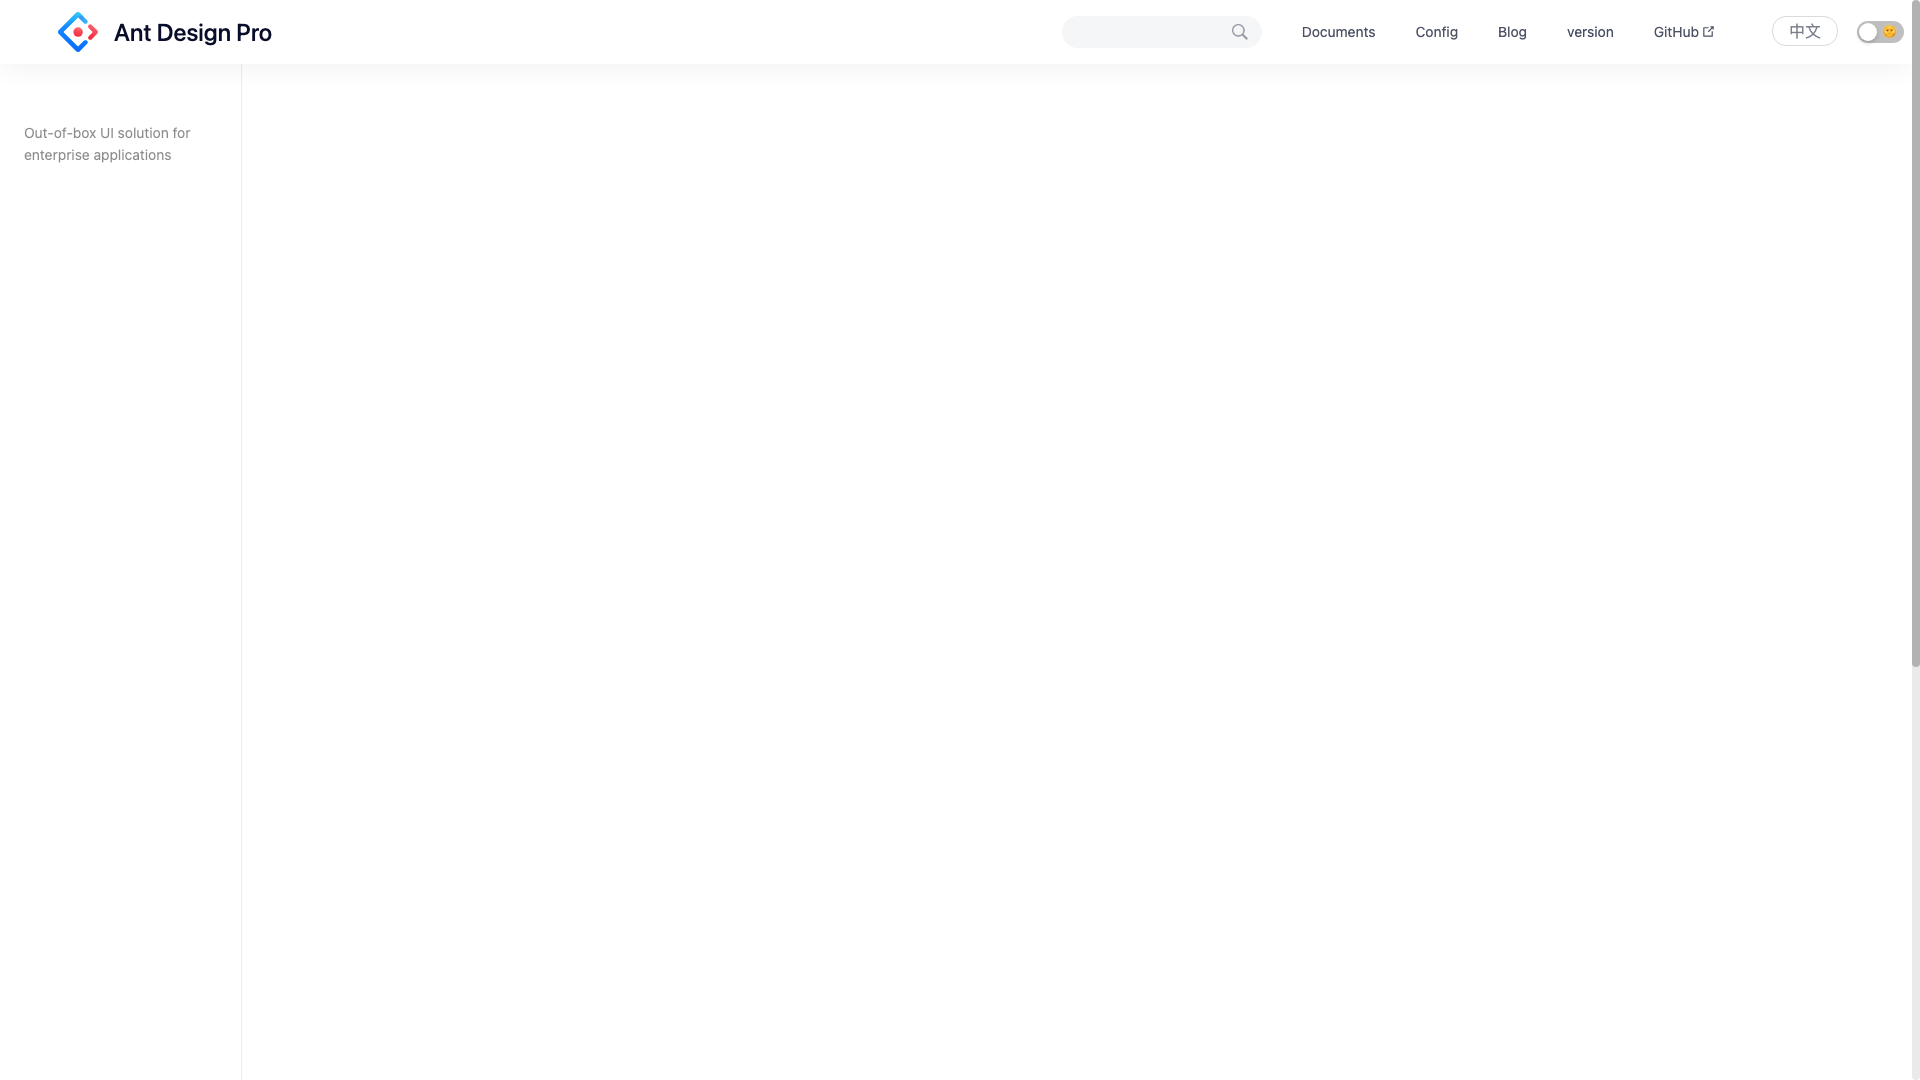 Ant Design Pro
Documents
Config
Blog
version
GitHub
中文
Out-of-box UI solution for
enterprise applications